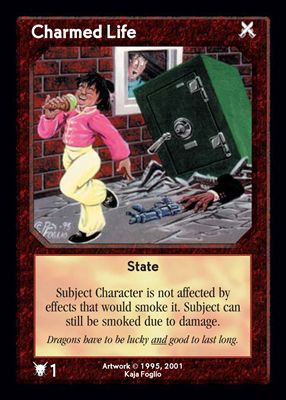 Charmed Life
State
Subject Character is not affected by
effects that would smoke it. Subject can
still be smoked due to damage.
Dragons have to be lucky and good to last long.
1
Artwork © 1995, 2001
Kaja Foglio